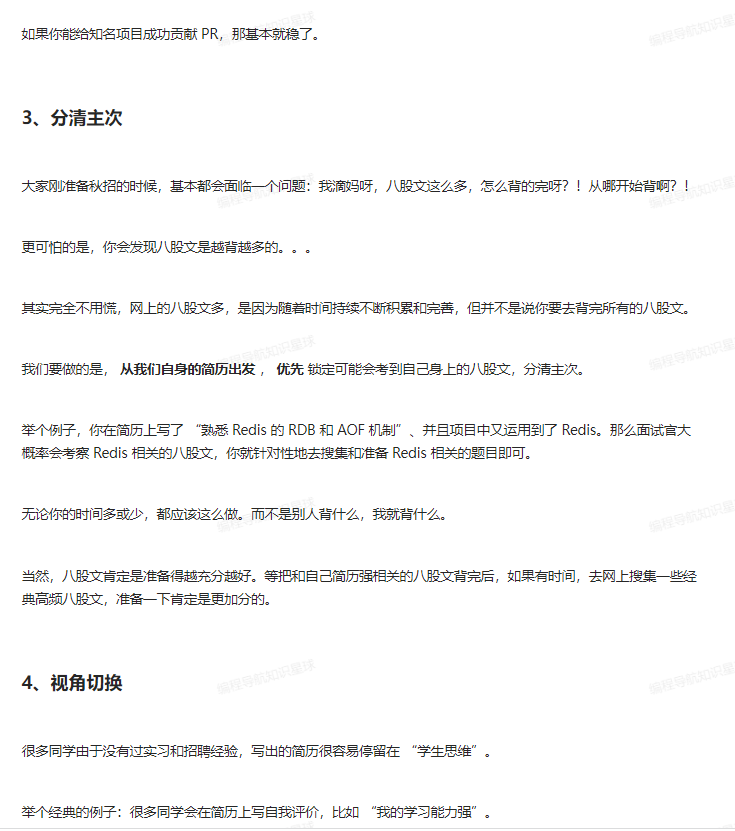 如果你能给知名项目成功贡献 PR，那基本就稳了。
3、分清主次
大家刚准备秋招的时候，基本都会面临一个问题：我滴妈呀，八股文这么多，怎么背的完呀？！从哪开始背啊？！
更可怕的是，你会发现八股文是越背越多的。。。
其实完全不用慌，网上的八股文多，是因为随着时间持续不断积累和完善，但并不是说你要去背完所有的八股文。
我们要做的是， 从我们自身的简历出发 ， 优先 锁定可能会考到自己身上的八股文，分清主次。
举个例子，你在简历上写了 “熟悉 Redis 的 RDB 和 AOF 机制”、并且项目中又运用到了 Redis。那么面试官大
概率会考察 Redis 相关的八股文，你就针对性地去搜集和准备 Redis 相关的题目即可。
无论你的时间多或少，都应该这么做。而不是别人背什么，我就背什么。
当然，八股文肯定是准备得越充分越好。等把和自己简历强相关的八股文背完后，如果有时间，去网上搜集一些经
典高频八股文，准备一下肯定是更加分的。
4、视角切换
很多同学由于没有过实习和招聘经验，写出的简历很容易停留在 “学生思维”。
举个经典的例子：很多同学会在简历上写自我评价，比如 “我的学习能力强”。
编程导航知识星球